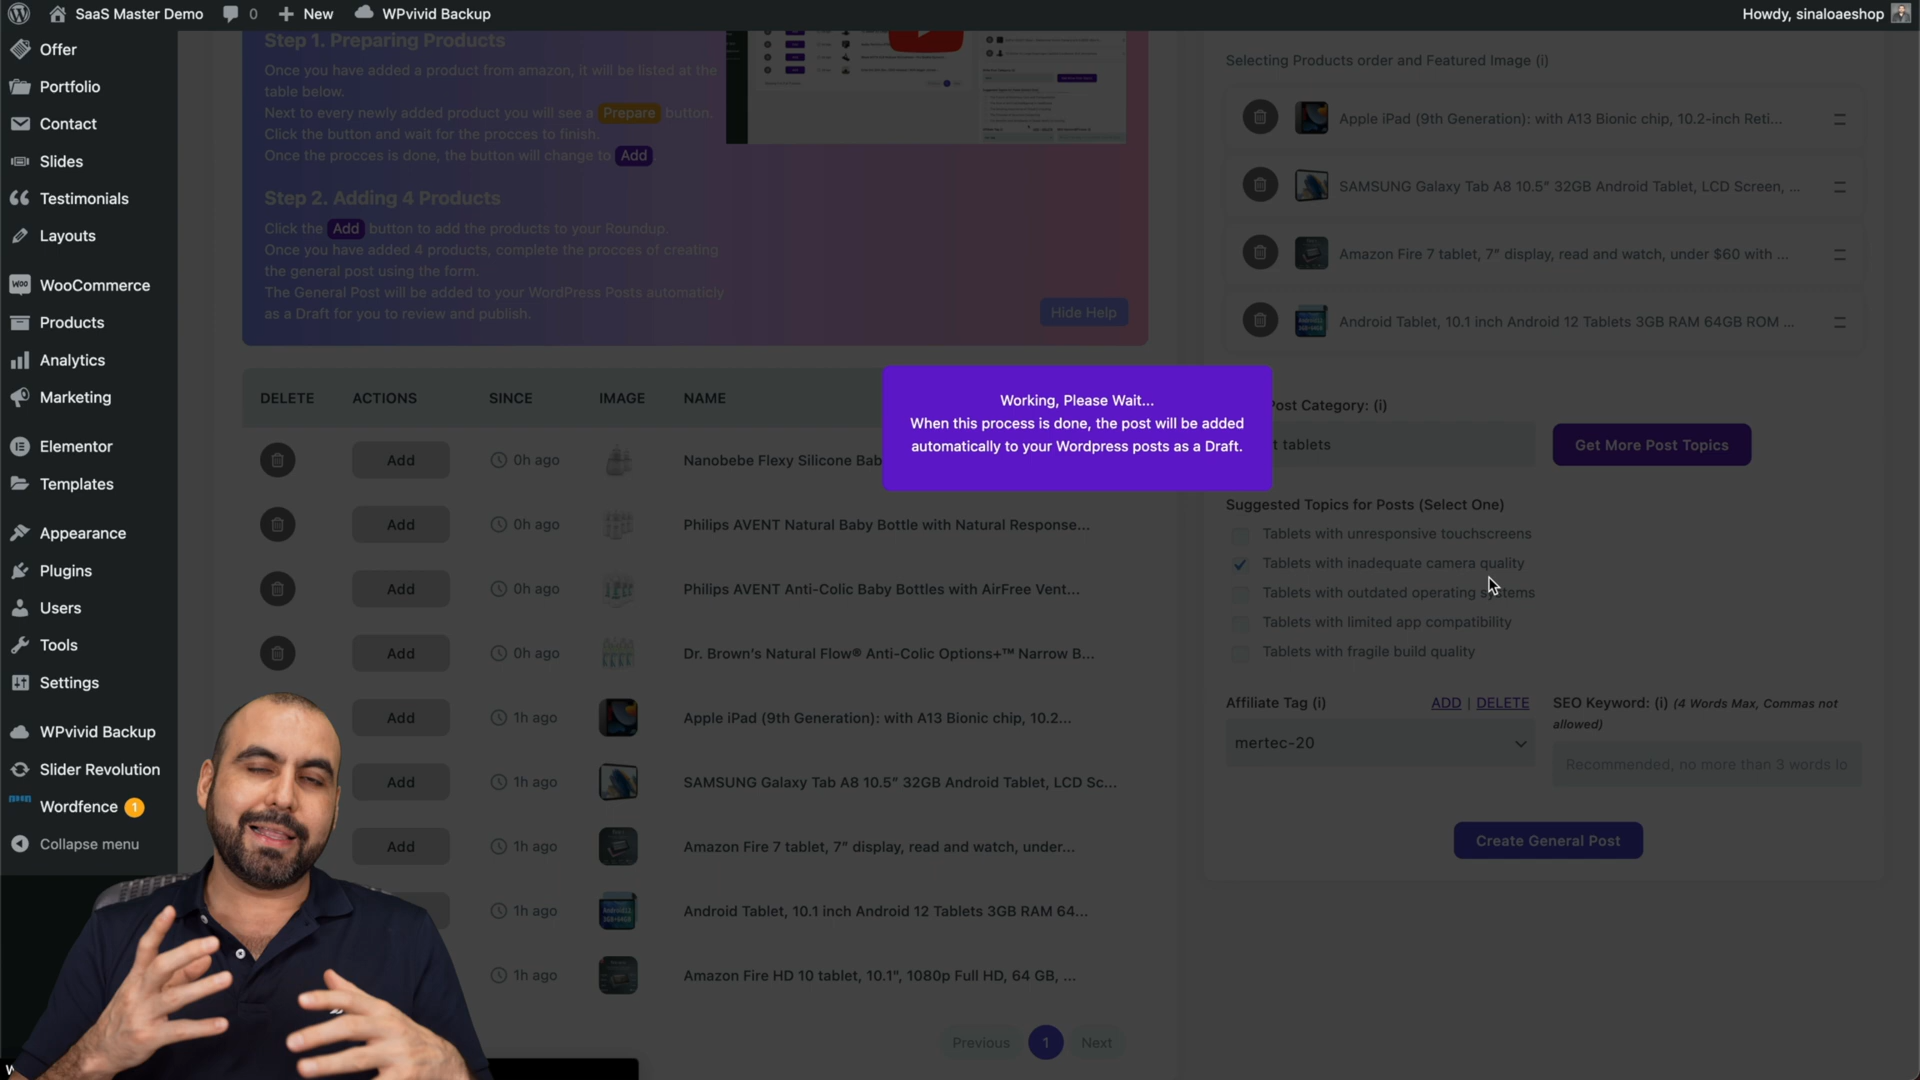 SaaS Master Demo
0
New
WPvivid Backup
Howdy, sinaloaeshop
Offer
Portfolio
Contact
Slides
Testimonials
Layouts
WooCommerce
Products
Analytics
Marketing
Elementor
Templates
Appearance
Plugins
Users
Tools
Settings
WPvivid Backup
Slider Revolution
Wordfence 1
Collapse menu
Step 1. Preparing Products
Once you have added a product from amazon, it will be listed at the
table below.
Next to every newly added product you will see a Prepare button.
Click the button and wait for the procces to finish.
Once the procces is done, the button will change to Add
Step 2. Adding 4 Products
Click the Add button to add the products to your Roundup.
Once you have added 4 products, complete the procces of creating
the general post using the form.
The General Post will be added to your WordPress Posts automaticly
as a Draft for you to review and publish.
Hide Help
DELETE ACTIONS SINCE IMAGE NAME
Add 0h ago Nanobebe Flexy Silicone Bab
Add 0h ago Philips AVENT Natural Baby Bottle with Natural Response...
Add 0h ago Philips AVENT Anti-Colic Baby Bottles with AirFree Vent...
Add 0h ago Dr. Brown's Natural Flow® Anti-Colic Options+™ Narrow B...
Add 1h ago Apple iPad (9th Generation): with A13 Bionic chip, 10.2...
Add 1h ago SAMSUNG Galaxy Tab A8 10.5" 32GB Android Tablet, LCD Sc...
Add 1h ago Amazon Fire 7 tablet, 7" display, read and watch, under...
1h ago Android Tablet, 10.1 inch Android 12 Tablets 3GB RAM 64...
1h ago Amazon Fire HD 10 tablet, 10.1", 1080p Full HD, 64 GB, ...
Previous 1 Next
Working, Please Wait...
When this process is done, the post will be added
automatically to your Wordpress posts as a Draft.
Selecting Products order and Featured Image (i)
Apple iPad (9th Generation): with A13 Bionic chip, 10.2-inch Reti...
SAMSUNG Galaxy Tab A8 10.5" 32GB Android Tablet, LCD Screen, ...
Amazon Fire 7 tablet, 7" display, read and watch, under $60 with ...
Android Tablet, 10.1 inch Android 12 Tablets 3GB RAM 64GB ROM ...
ost Category: (i)
t tablets
Get More Post Topics
Suggested Topics for Posts (Select One)
Tablets with unresponsive touchscreens
Tablets with inadequate camera quality
Tablets with outdated operating systems
Tablets with limited app compatibility
Tablets with fragile build quality
Affiliate Tag (i) ADD | DELETE
mertec-20
SEO Keyword: (i) (4 Words Max, Commas not
allowed)
Recommended, no more than 3 words lo
Create General Post